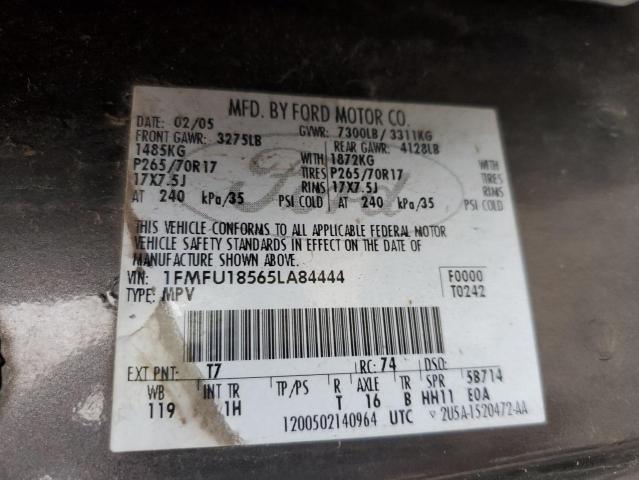 MFD. BY FORD MOTOR CO.
DATE: 02/05 GVWR: 7300LB / 3311KG
FRONT GAWR: 3275LB REAR GAWR: 4128LB
1485KG WITH 1872KG WITH
P265/70R17 TIRES P265/70R17 TIRES
17X7.5J RIMS 17X7.5J RIMS
AT 240 kPa/35 PSI COLD AT 240 kPa/35 PSI COLD
Ford
THIS VEHICLE CONFORMS TO ALL APPLICABLE FEDERAL MOTOR
VEHICLE SAFETY STANDARDS IN EFFECT ON THE DATE OF
MANUFACTURE SHOWN ABOVE.
VIN: 1FMFU18565LA84444 F0000
TYPE: MPV T0242
EXT PNT: T7 RC: 74 DSO:
WB INT TR TP/PS R AXLE TR SPR 5B714
119 1H T 16 B HH11 E0A
1200502140964 UTC 2U5A-1520472-AA